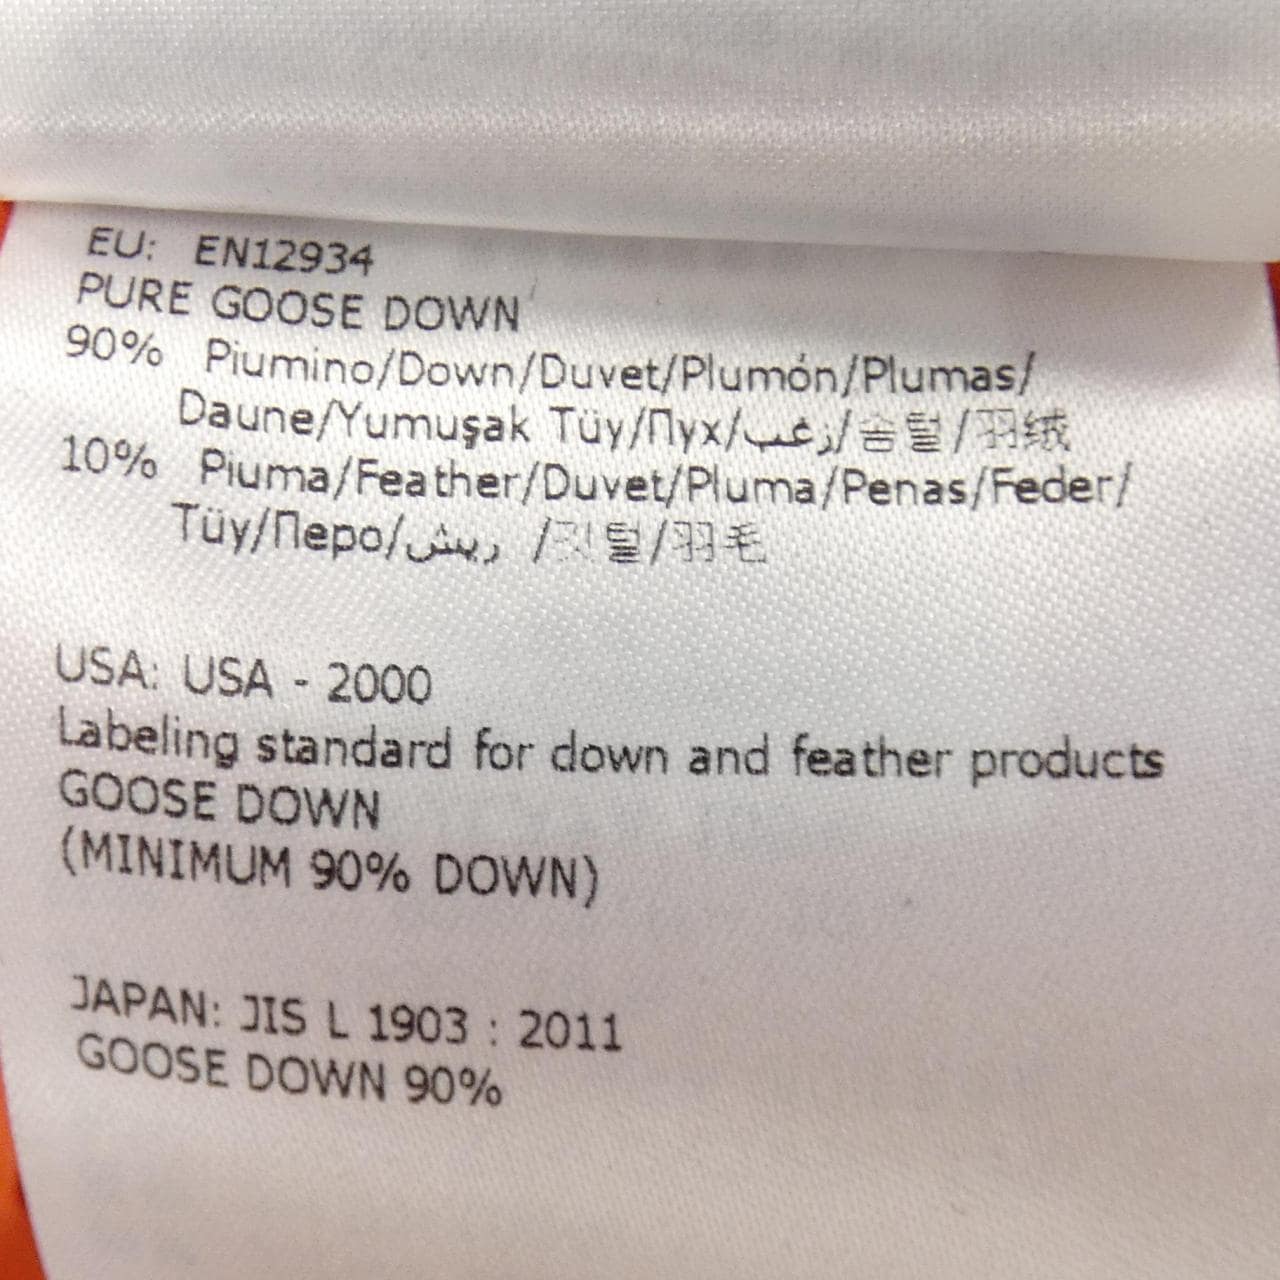 EU: EN12934
PURE GOOSE DOWN
90% Piumino/Down/Duvet/Plumón/Plumas/
Daune/Yumuşak Tüy/Пух/زغب/솜털/羽绒
10% Piuma/Feather/Duvet/Pluma/Penas/Feder/
Tüy/Перо/ريش /깃털/羽毛
USA: USA - 2000
Labeling standard for down and feather products
GOOSE DOWN
(MINIMUM 90% DOWN)
JAPAN: JIS L 1903 : 2011
GOOSE DOWN 90%